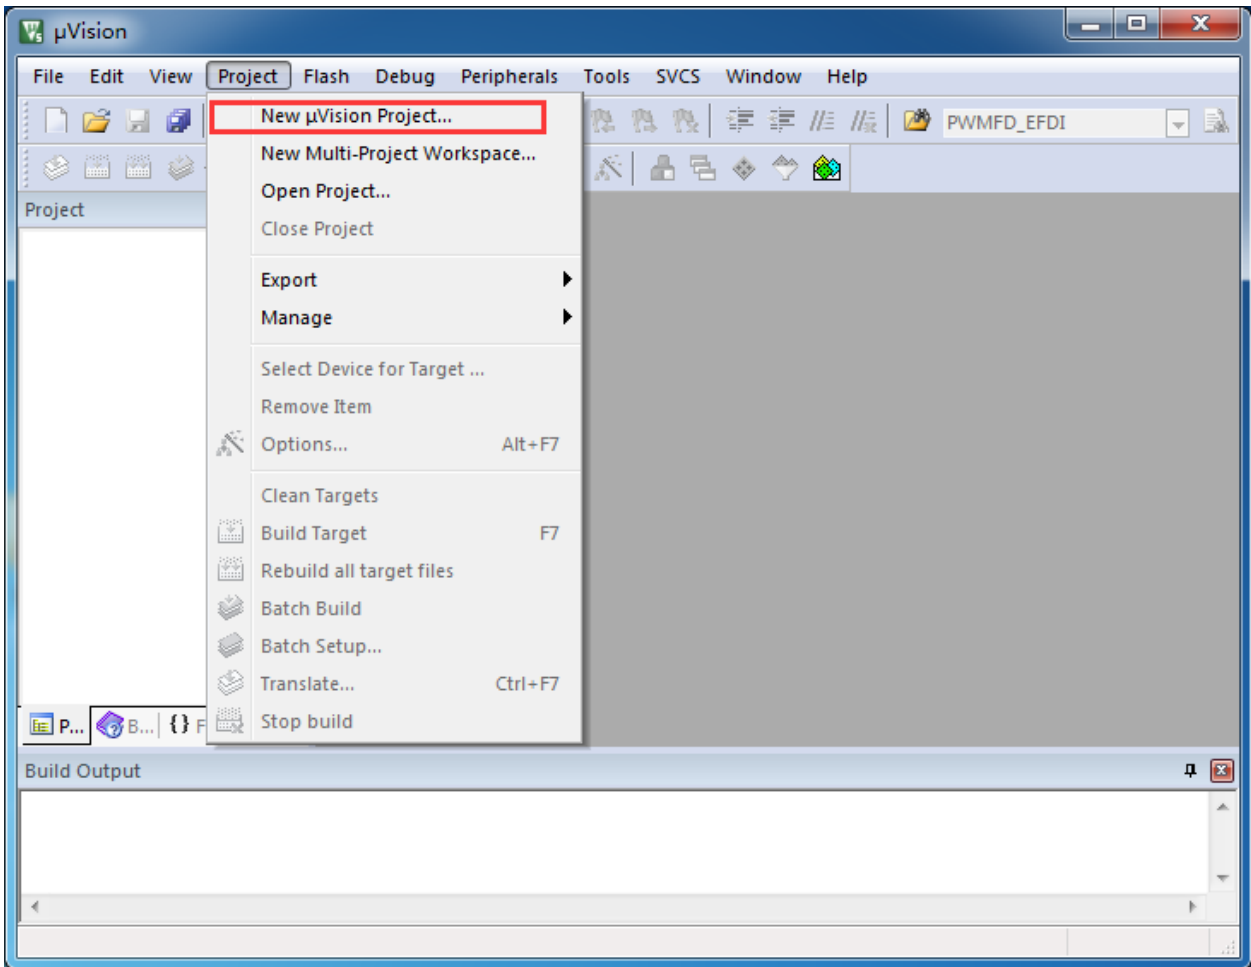 µVision
File Edit View Project Flash Debug Peripherals Tools SVCS Window Help
New µVision Project...
PWMFD_EFDI
New Multi-Project Workspace...
Open Project...
Project
Close Project
Export
Manage
Select Device for Target ...
Remove Item
Options... Alt+F7
Clean Targets
Build Target F7
Rebuild all target files
Batch Build
Batch Setup...
Translate... Ctrl+F7
Stop build
P... B... {} F
Build Output